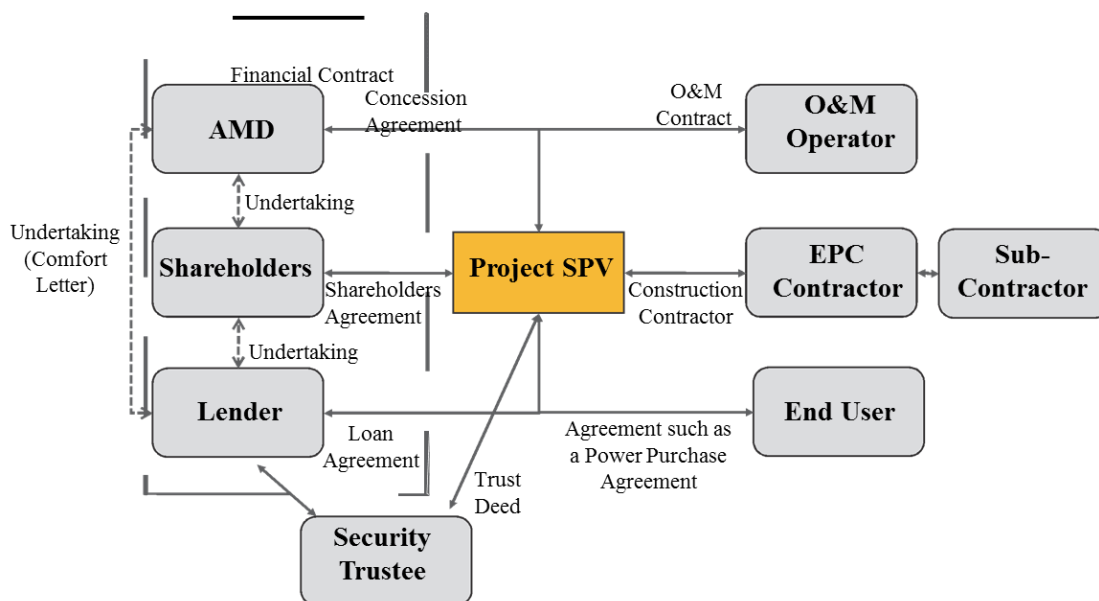 Financial Contract
AMD
Concession
Agreement
O&M
Contract
O&M
Operator
Undertaking
Undertaking
(Comfort
Letter)
Shareholders
Shareholders
Agreement
Project SPV
Construction
Contractor
EPC
Contractor
Sub-
Contractor
Undertaking
Lender
Loan
Agreement
Trust
Deed
Agreement such as
a Power Purchase
Agreement
End User
Security
Trustee